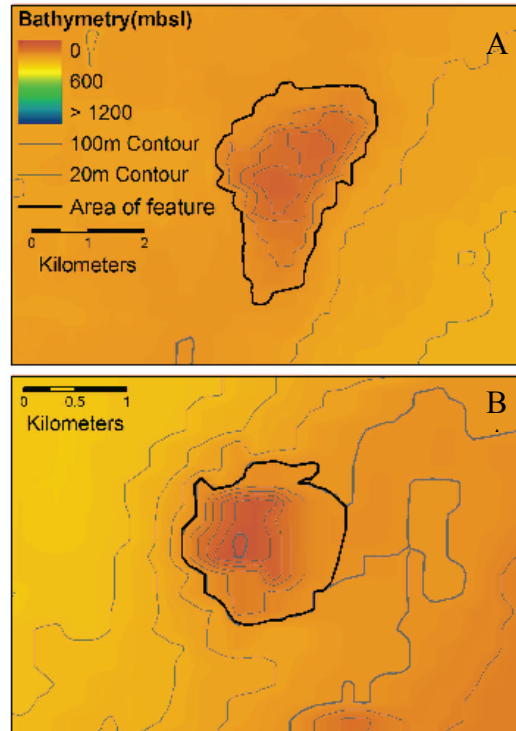 Bathymetry(mbsl)
A
0
600
> 1200
100m Contour
20m Contour
Area of feature
0 1 2
Kilometers
B
0 0.5 1
Kilometers